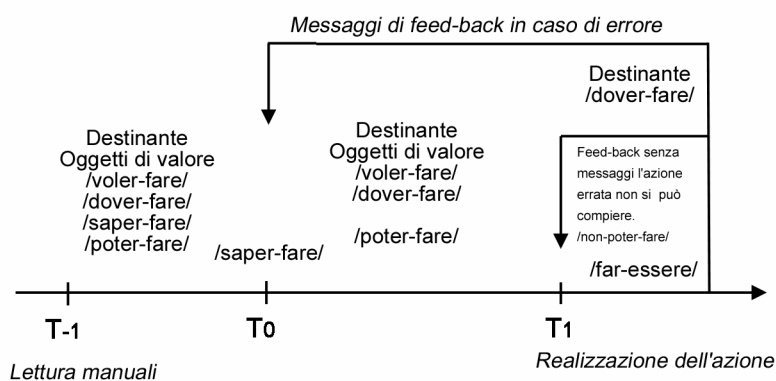 Messaggi di feed-back in caso di errore
Destinante
/dover-fare/
Destinante
Oggetti di valore
/voler-fare/
/dover-fare/
/saper-fare/
/poter-fare/
/saper-fare/
Destinante
Oggetti di valore
/voler-fare/
/dover-fare/
/poter-fare/
Feed-back senza
messaggi l'azione
errata non si può
compiere.
/non-poter-fare/
/far-essere/
T-1
T0
T1
Lettura manuali
Realizzazione dell'azione